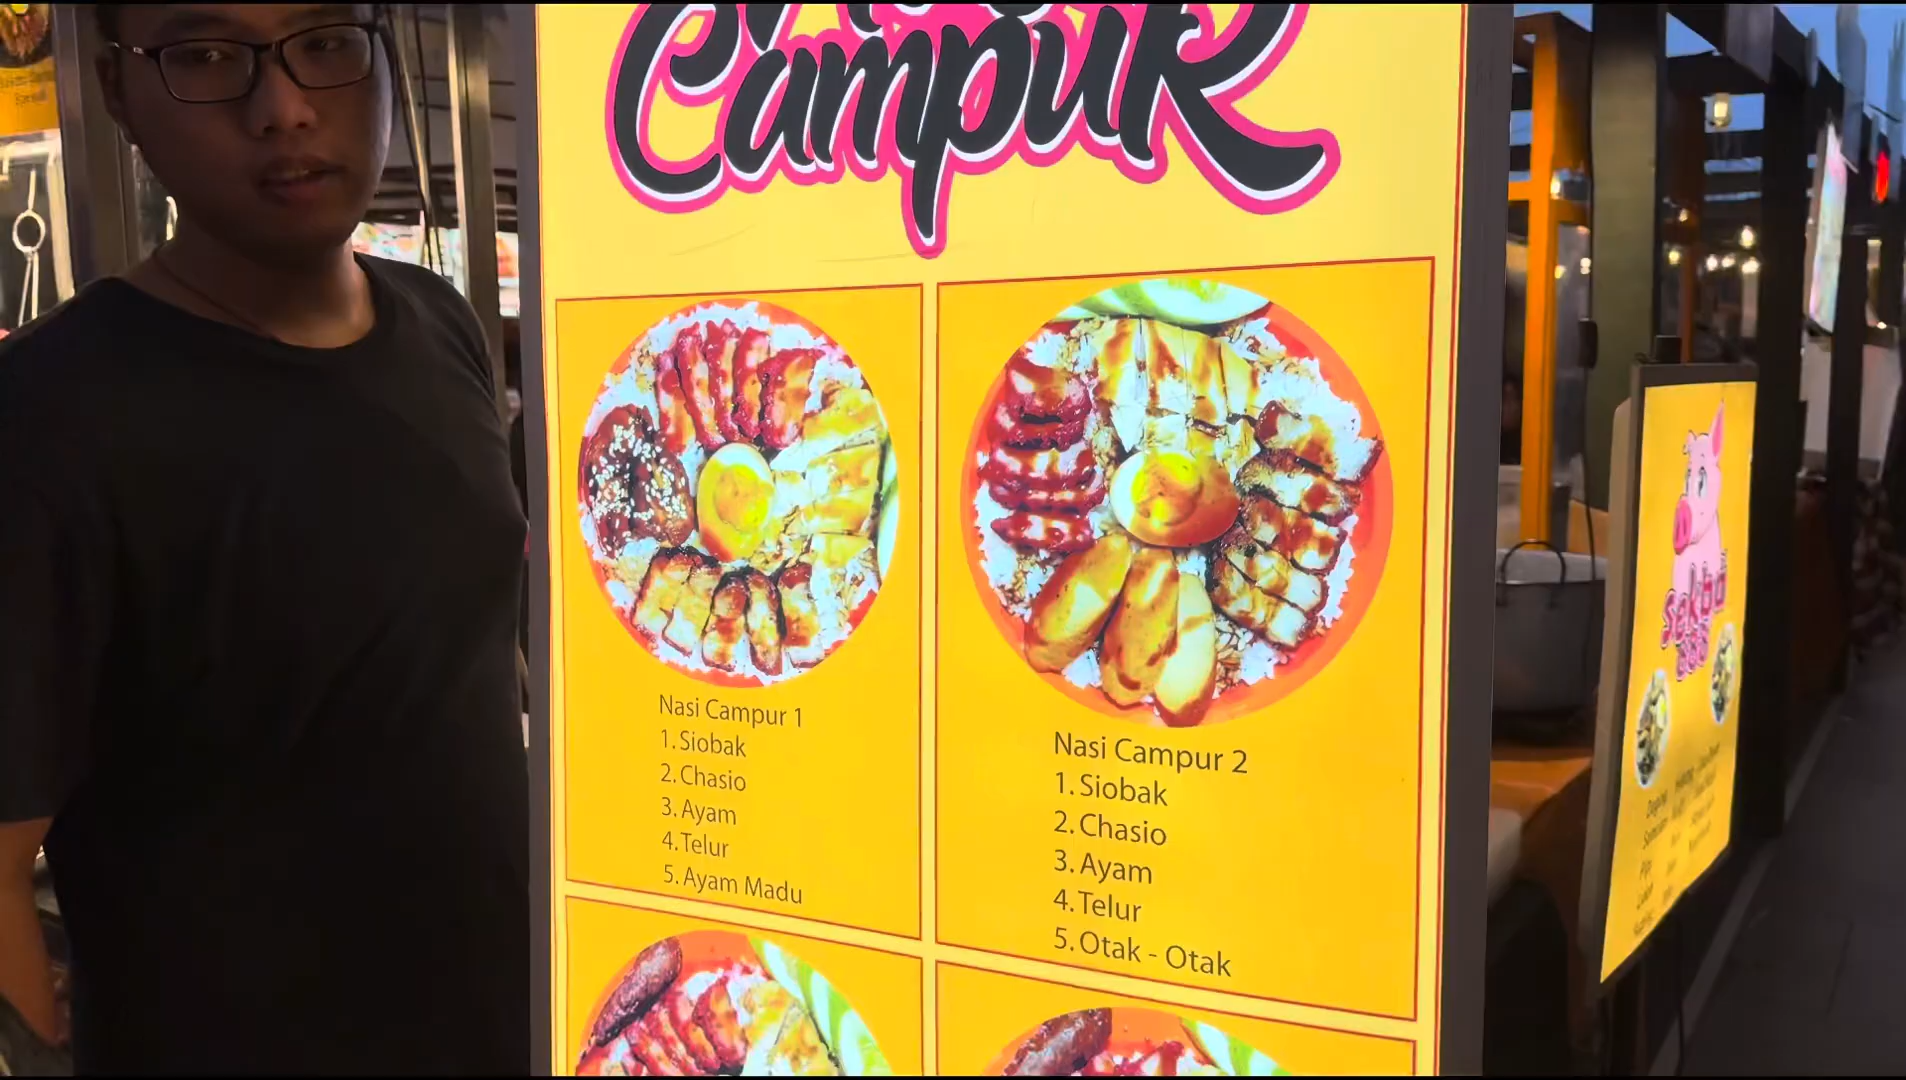 Campur
Nasi Campur 1
1. Siobak
2. Chasio
3. Ayam
4. Telur
5. Ayam Madu
Nasi Campur 2
1. Siobak
2. Chasio
3. Ayam
4. Telur
5. Otak - Otak